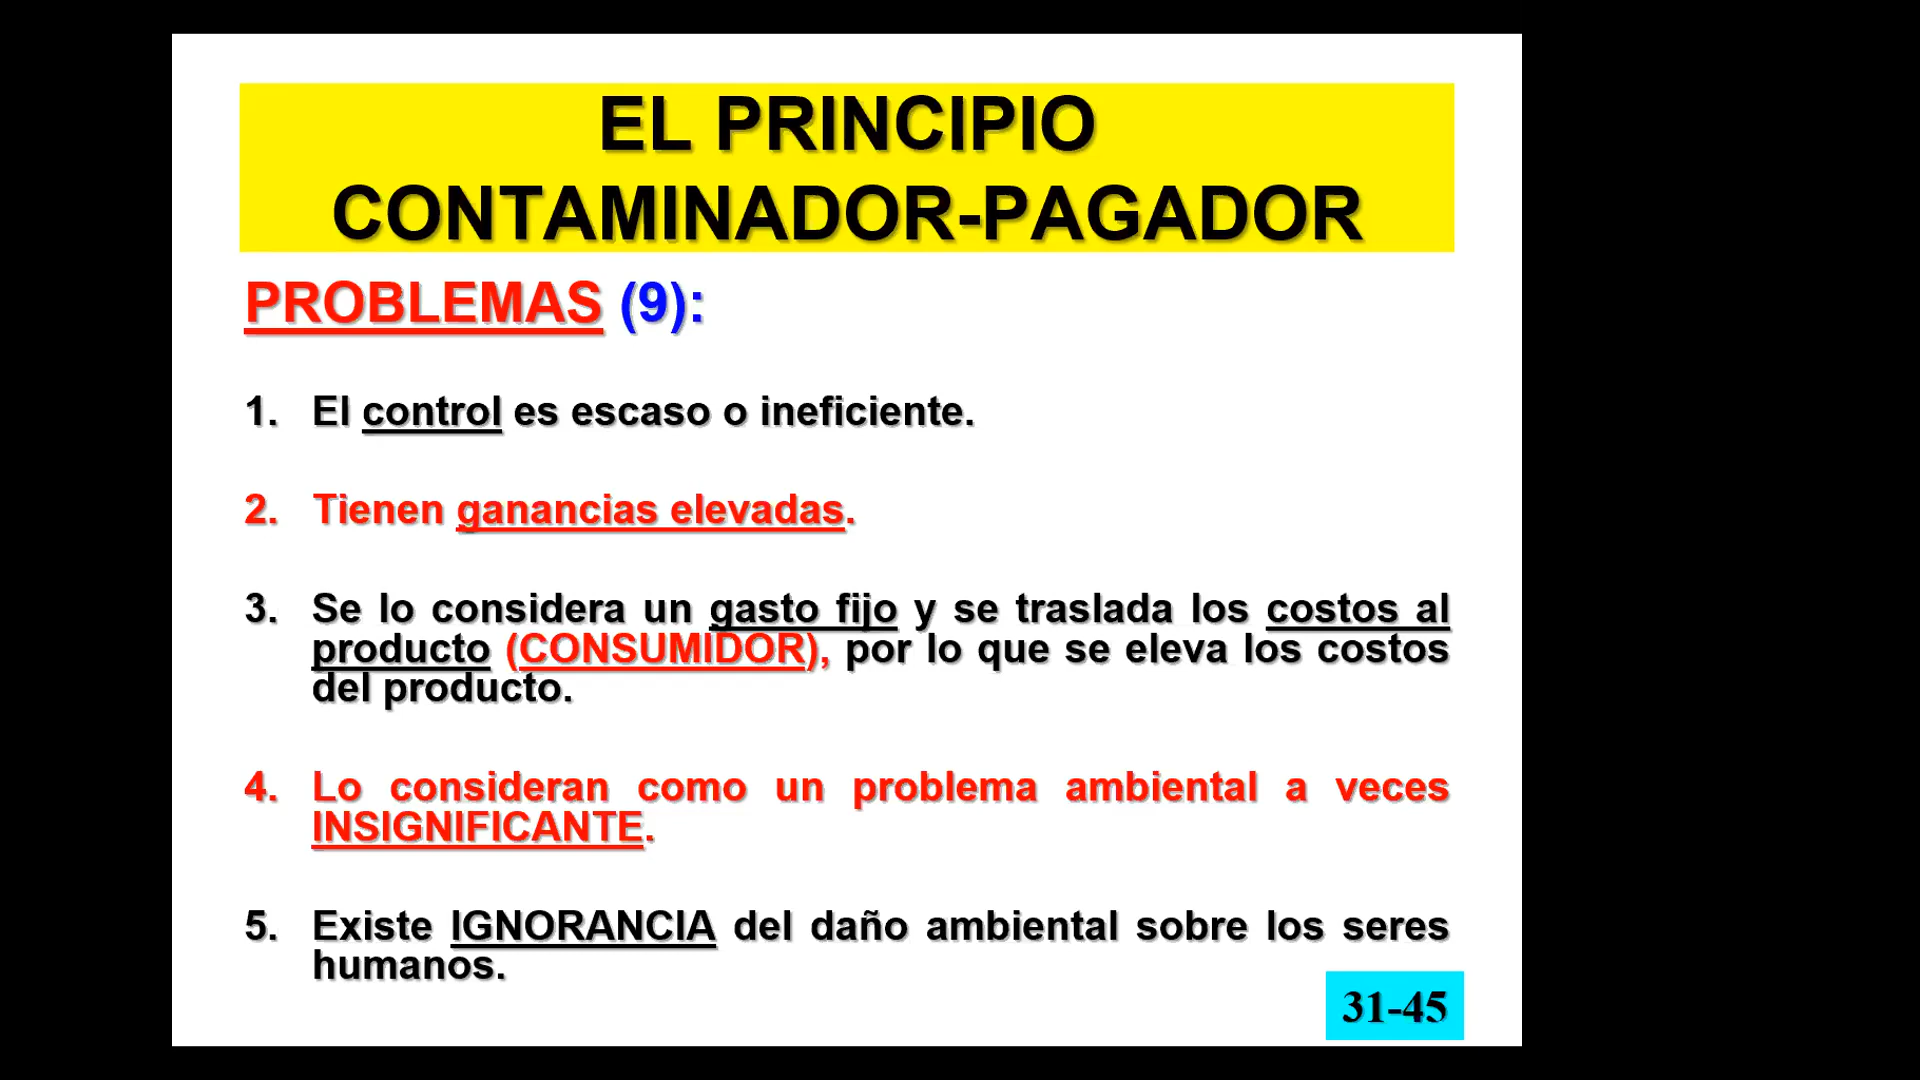 EL PRINCIPIO
CONTAMINADOR-PAGADOR
PROBLEMAS (9):
1. El control es escaso o ineficiente.
2. Tienen ganancias elevadas.
3. Se lo considera un gasto fijo y se traslada los costos al
producto (CONSUMIDOR), por lo que se eleva los costos
del producto.
4. Lo consideran como un problema ambiental a veces
INSIGNIFICANTE.
5. Existe IGNORANCIA del daño ambiental sobre los seres
humanos.
31-45